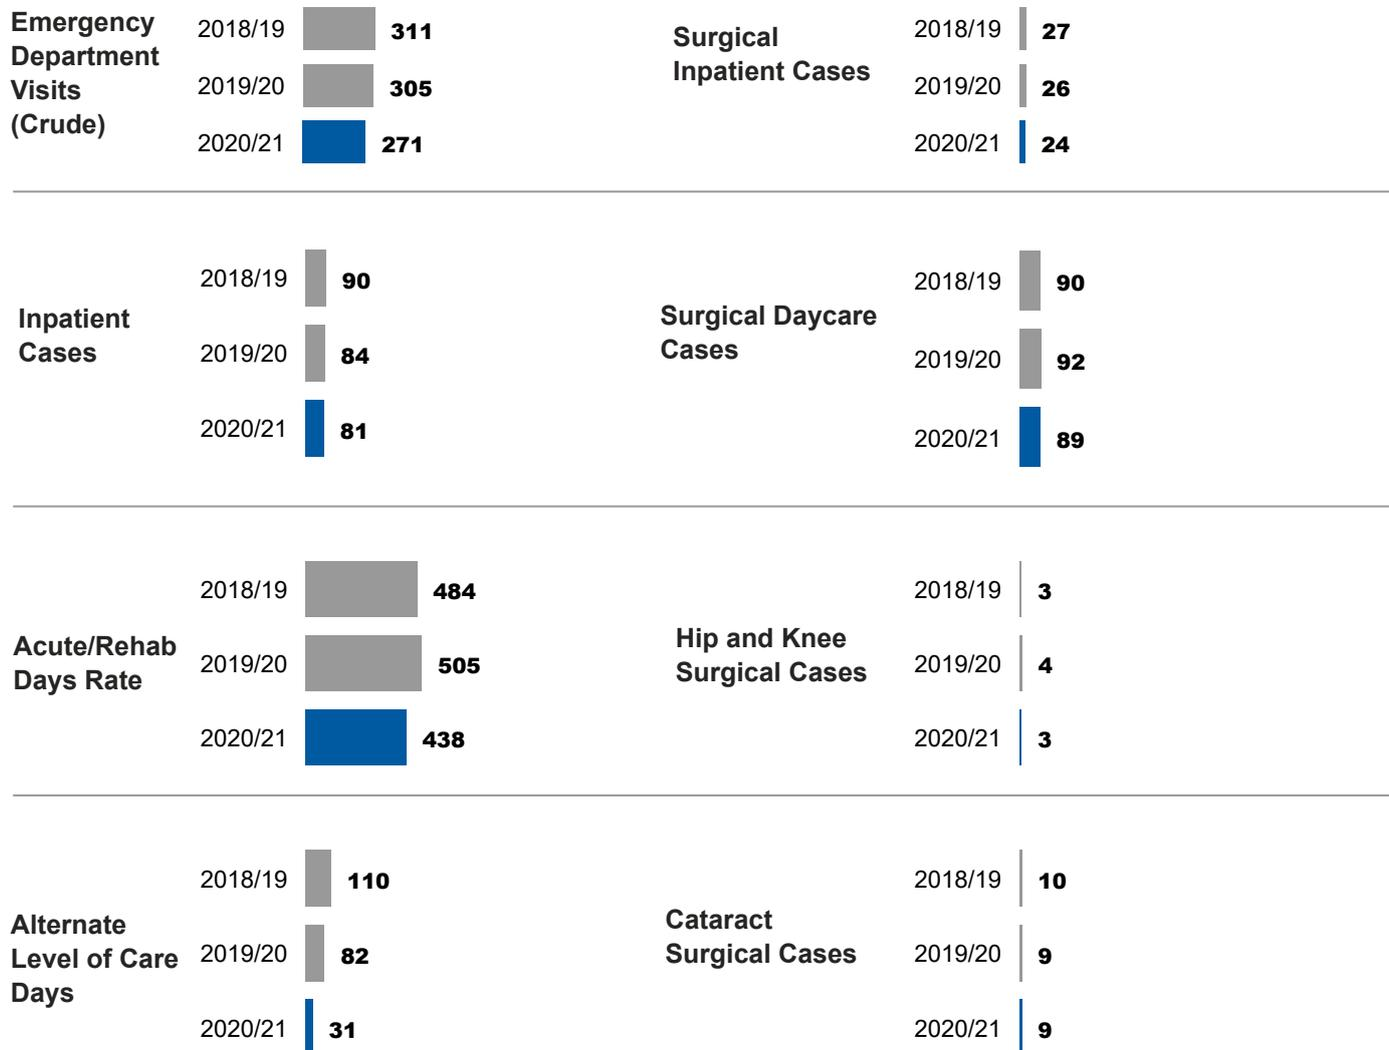 Emergency
Department
Visits
(Crude)
2018/19 311
2019/20 305
2020/21 271
Surgical
Inpatient Cases
2018/19 27
2019/20 26
2020/21 24
Inpatient
Cases
2018/19 90
2019/20 84
2020/21 81
Surgical Daycare
Cases
2018/19 90
2019/20 92
2020/21 89
Acute/Rehab
Days Rate
2018/19 484
2019/20 505
2020/21 438
Hip and Knee
Surgical Cases
2018/19 3
2019/20 4
2020/21 3
Alternate
Level of Care
Days
2018/19 110
2019/20 82
2020/21 31
Cataract
Surgical Cases
2018/19 10
2019/20 9
2020/21 9